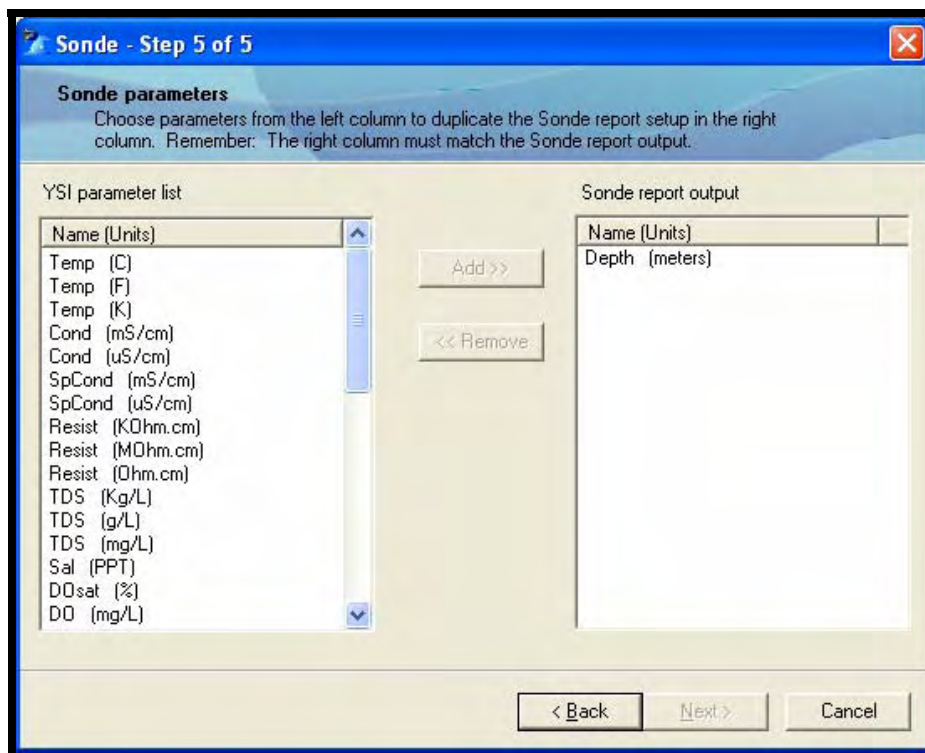 Sonde - Step 5 of 5
Sonde parameters
Choose parameters from the left column to duplicate the Sonde report setup in the right
column. Remember: The right column must match the Sonde report output.
YSI parameter list
Name (Units)
Temp (C)
Temp (F)
Temp (K)
Cond (mS/cm)
Cond (uS/cm)
SpCond (mS/cm)
SpCond (uS/cm)
Resist (KOhm.cm)
Resist (MOhm.cm)
Resist (Ohm.cm)
TDS (Kg/L)
TDS (g/L)
TDS (mg/L)
Sal (PPT)
DOsat (%)
DO (mg/L)
Add >>
<< Remove
Sonde report output
Name (Units)
Depth (meters)
< Back
Next >
Cancel